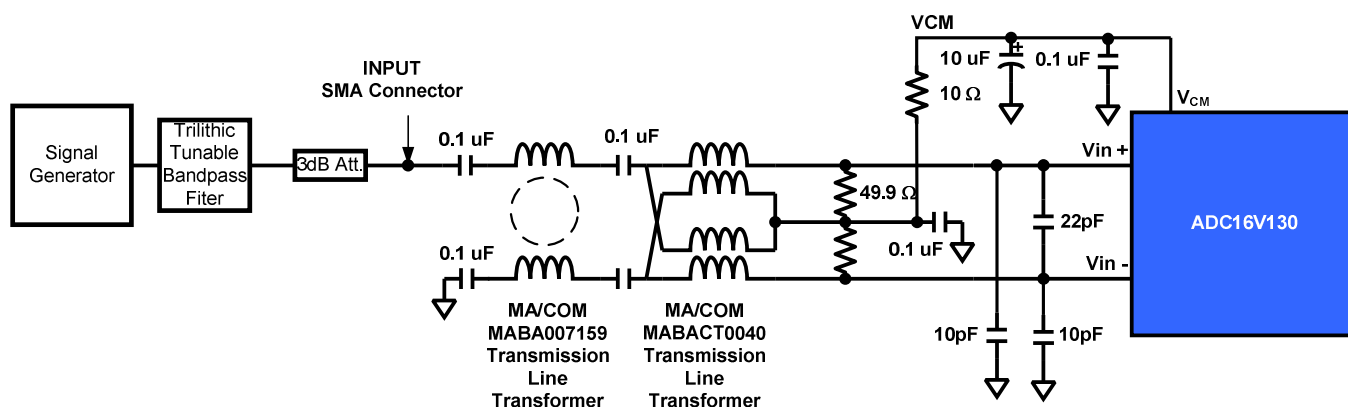 VCM
10 uF
+
0.1 uF
10 Ω
VCM
INPUT
SMA Connector
Signal
Generator
Trilithic
Tunable
Bandpass
Fiter
3dB Att.
0.1 uF
0.1 uF
Vin +
49.9 Ω
22pF
ADC16V130
0.1 uF
0.1 uF
Vin -
MA/COM
MABA007159
Transmission
Line
Transformer
MA/COM
MABACT0040
Transmission
Line
Transformer
10pF
10pF